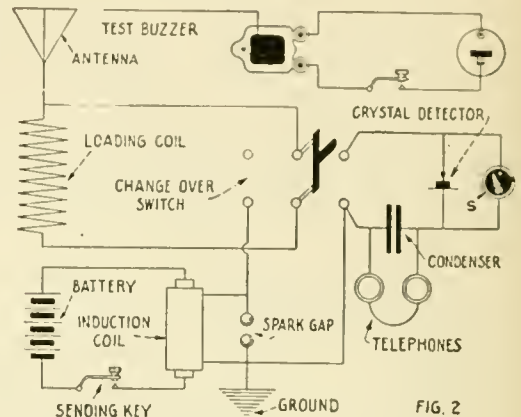 TEST BUZZER
ANTENNA
CRYSTAL DETECTOR
LOADING COIL
CHANGE OVER
SWITCH
S
CONDENSER
BATTERY
INDUCTION
COIL
SPARK GAP
TELEPHONES
SENDING KEY
GROUND
FIG. 2